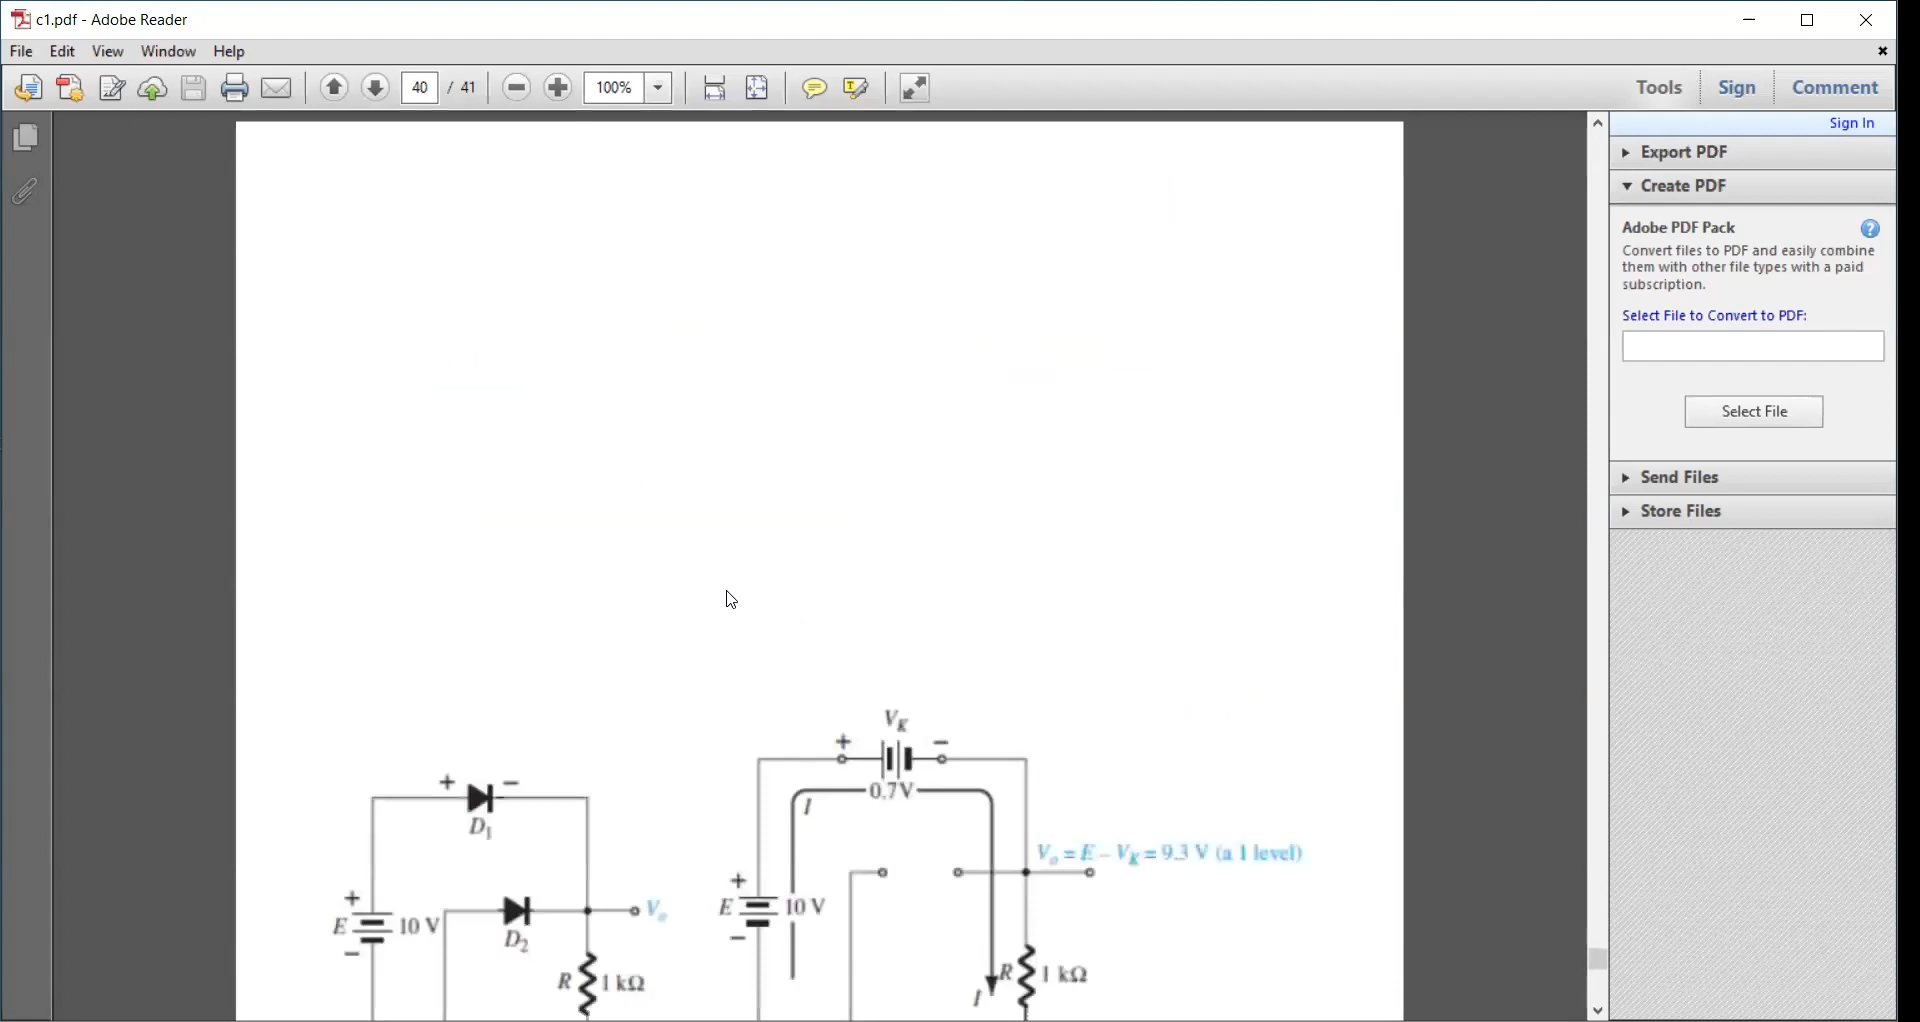 c1.pdf - Adobe Reader
File Edit View Window Help
40 / 41 100% Tools Sign Comment
Sign In
Export PDF
Create PDF
Adobe PDF Pack
Convert files to PDF and easily combine
them with other file types with a paid
subscription.
Select File to Convert to PDF:
Select File
Send Files
Store Files
V_K
+ −
0.7V
I
+ −
D₁
V_o = E − V_K = 9.3 V (a 1 level)
+
E 10 V
−
D₂
V_o
R 1 kΩ
+
E 10 V
−
R 1 kΩ
I